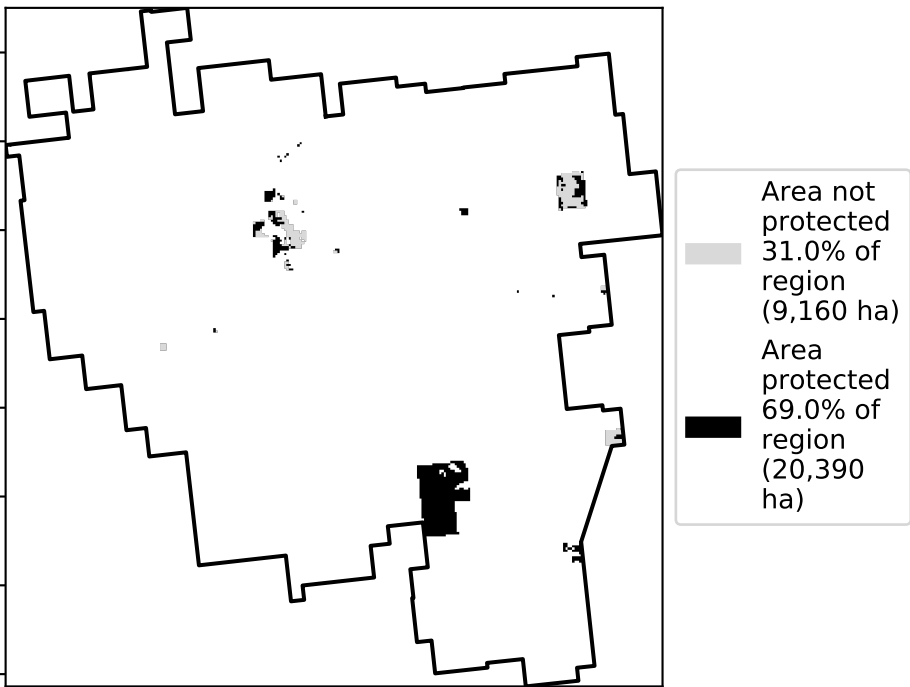 Area not
protected
31.0% of
region
(9,160 ha)
Area
protected
69.0% of
region
(20,390
ha)